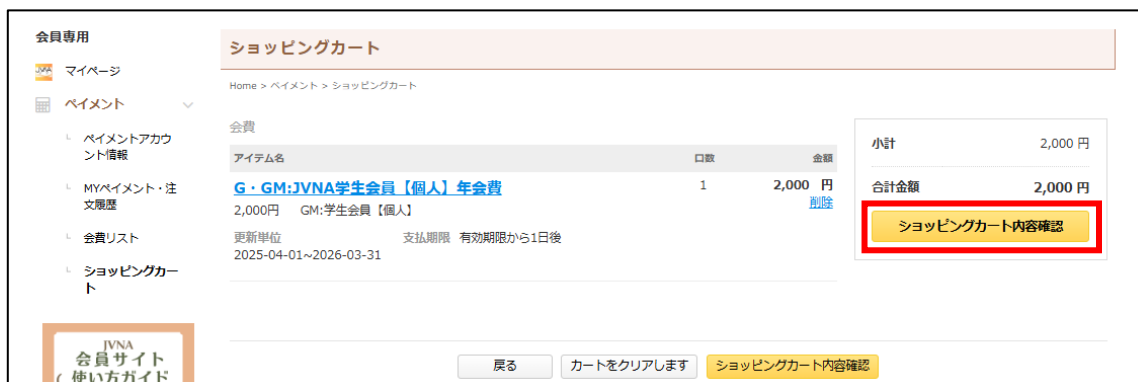 会員専用
マイページ
ペイメント
ペイメントアカウ
ント情報
MYペイメント・注
文履歴
会費リスト
ショッピングカー
ト
JVNA
会員サイト
使い方ガイド
ショッピングカート
Home > ペイメント > ショッピングカート
会費
アイテム名 口数 金額
G・GM:JVNA学生会員【個人】年会費 1 2,000 円
削除
2,000円 GM:学生会員【個人】
更新単位 支払期限 有効期限から1日後
2025-04-01~2026-03-31
戻る カートをクリアします ショッピングカート内容確認
小計 2,000 円
合計金額 2,000 円
ショッピングカート内容確認